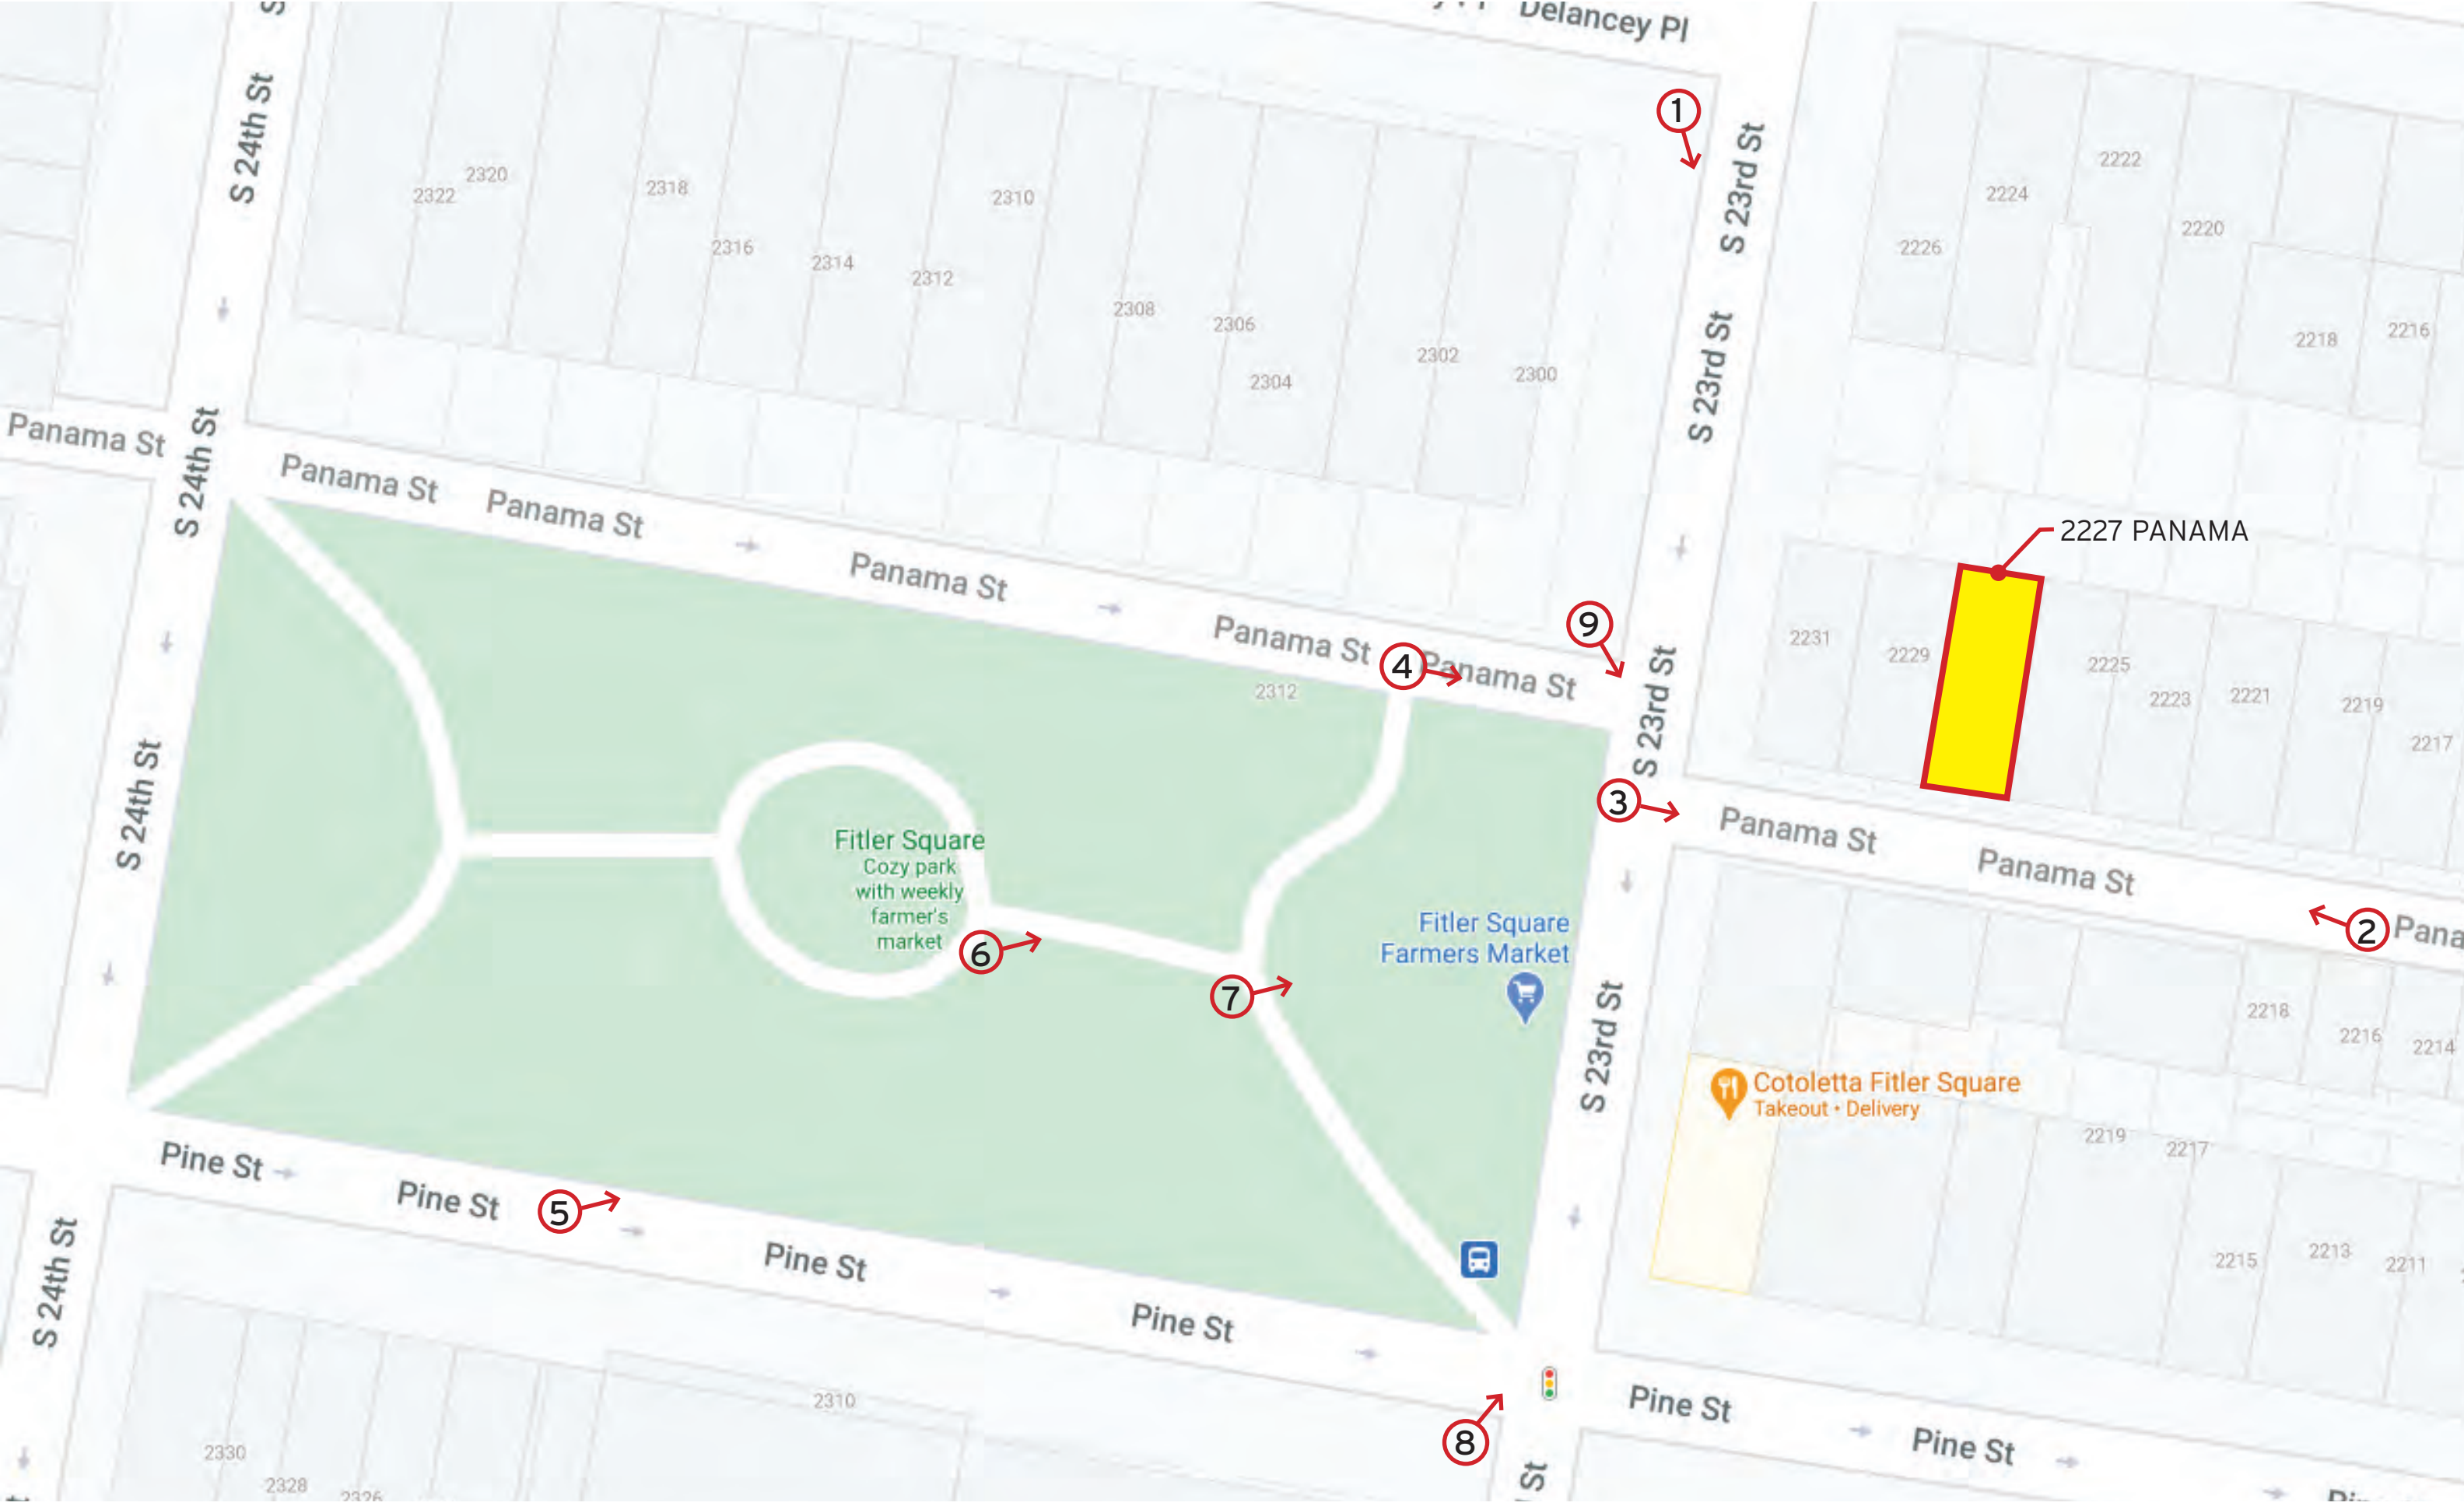 Delancey Pl
1
S 24th St
S 23rd St
2222
2320
2322
2318
2310
2224
2316
2314
2312
2226
2220
2308
2306
2304
2302
2300
2218
2216
S 23rd St
Panama St
S 24th St
Panama St
Panama St
Panama St
Panama St
Panama St
2227 PANAMA
9
4
2312
S 23rd St
2231
2229
2225
2223
2221
2219
2217
3
S 24th St
Fitler Square
Cozy park
with weekly
farmer's
market
Panama St
Panama St
2
Fitler Square
Farmers Market
6
7
S 23rd St
2218
2216
2214
Cotoletta Fitler Square
Takeout • Delivery
2219
2217
2215
2213
2211
Pine St
Pine St
5
Pine St
Pine St
S 24th St
8
Pine St
Pine St
2310
2330
2328
2326
St